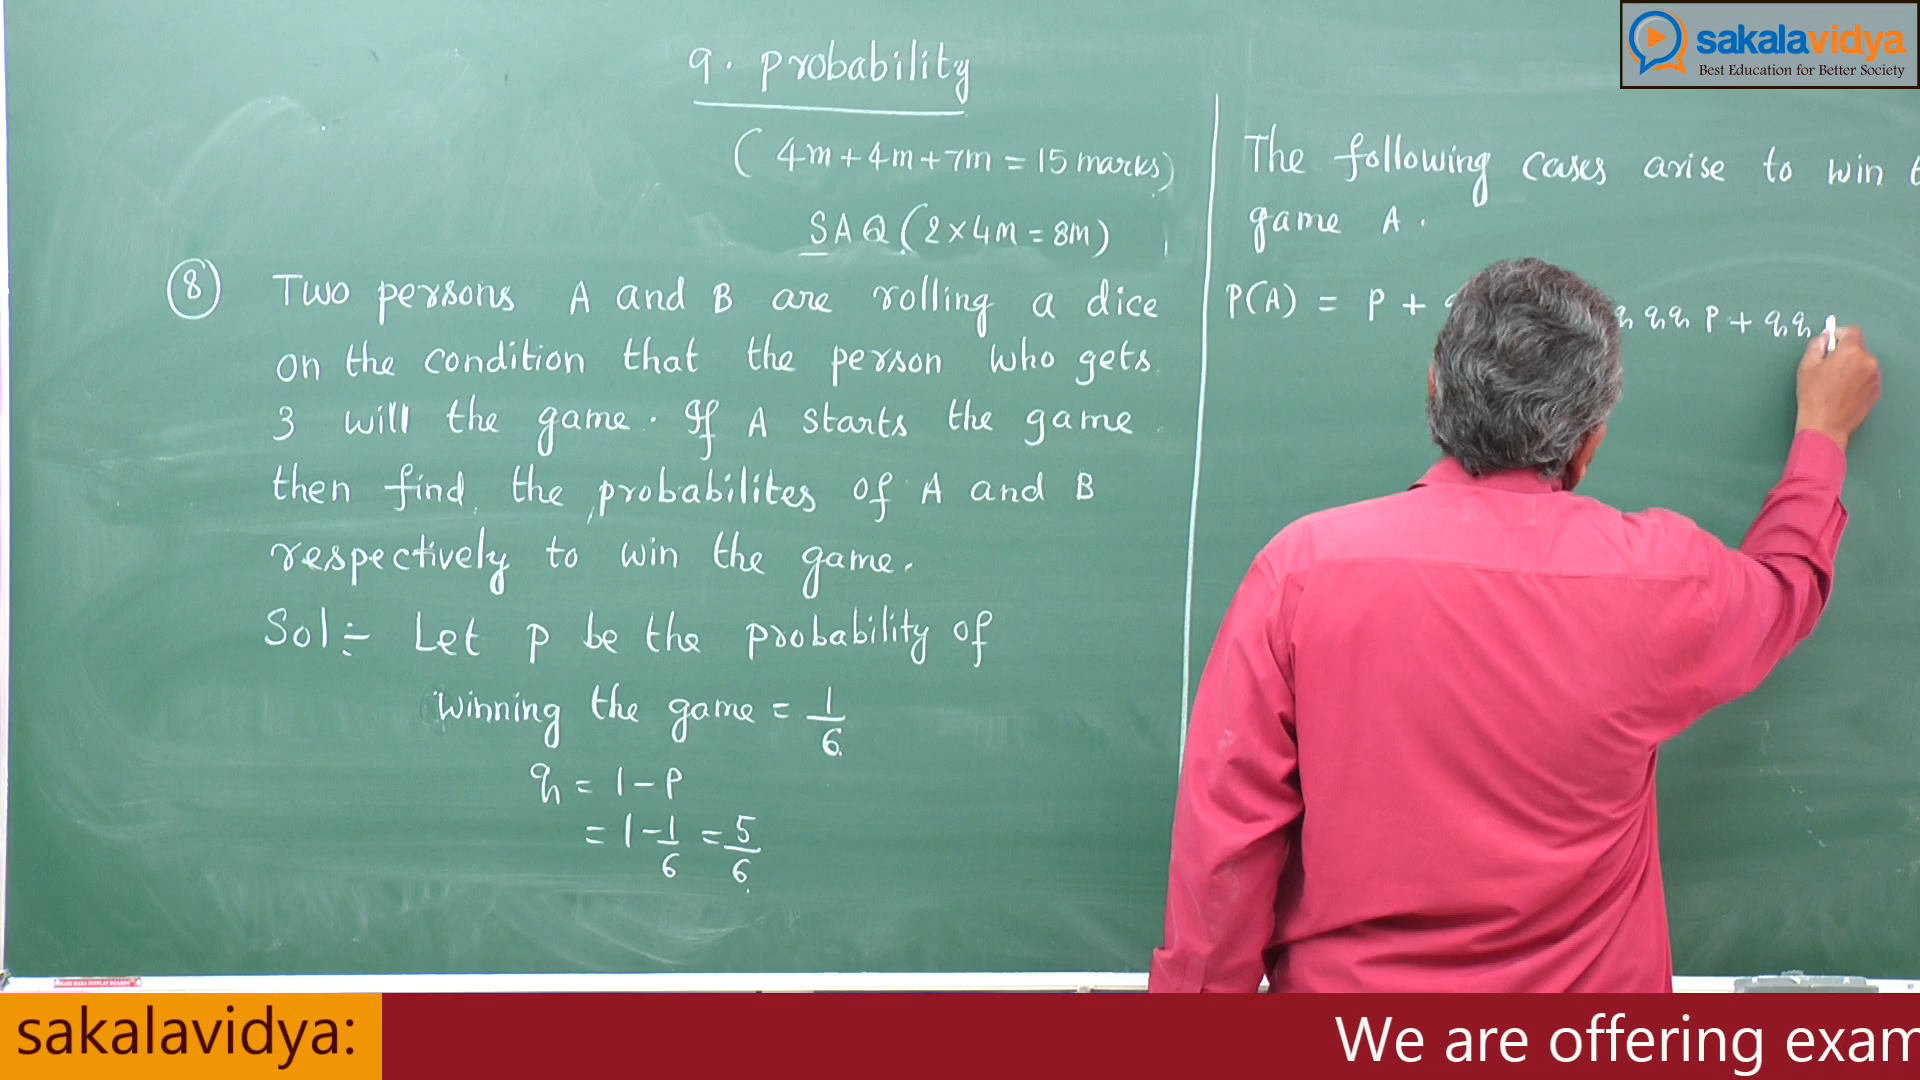 9. probability
(4m+4m+7m = 15 marks)
SAQ (2×4m = 8m)
8 Two persons A and B are rolling a dice
on the condition that the person who gets
3 will the game. If A starts the game
then find the probabilites of A and B
respectively to win the game.
Sol:- Let p be the probability of
winning the game = 1/6
q = 1-p
= 1-1/6 = 5/6
The following cases arise to win
game A.
P(A) = p +
q q q p + q q
sakalavidya
Best Education for Better Society
sakalavidya:
We are offering exam